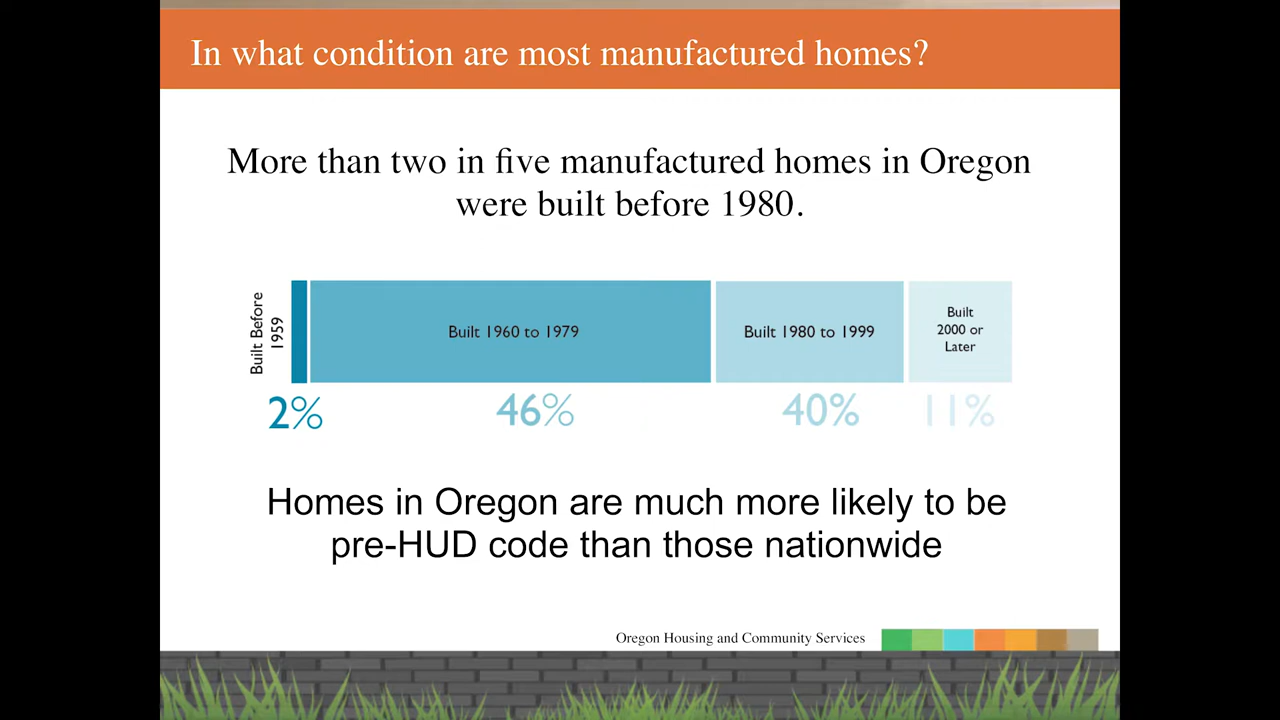 In what condition are most manufactured homes?
More than two in five manufactured homes in Oregon
were built before 1980.
Built Before
1959
Built 1960 to 1979
Built 1980 to 1999
Built
2000 or
Later
2%
46%
40%
11%
Homes in Oregon are much more likely to be
pre-HUD code than those nationwide
Oregon Housing and Community Services